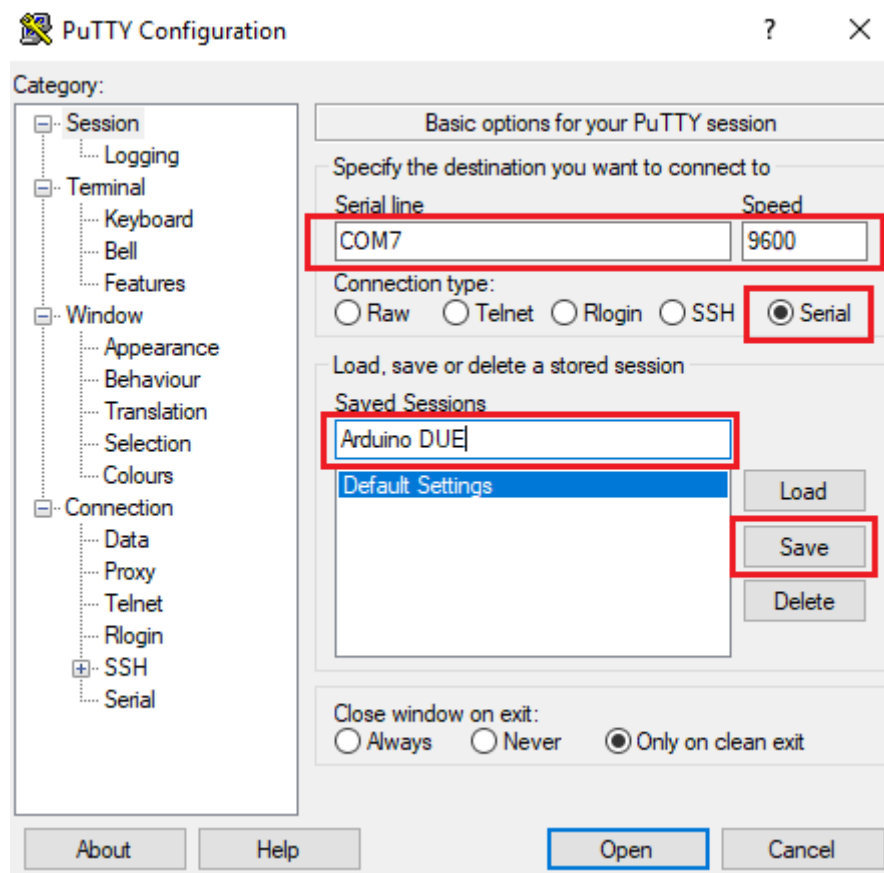 PuTTY Configuration
?
Category:
Session
Logging
Terminal
Keyboard
Bell
Features
Window
Appearance
Behaviour
Translation
Selection
Colours
Connection
Data
Proxy
Telnet
Rlogin
SSH
Serial
Basic options for your PuTTY session
Specify the destination you want to connect to
Serial line Speed
COM7 9600
Connection type:
Raw Telnet Rlogin SSH Serial
Load, save or delete a stored session
Saved Sessions
Arduino DUE
Default Settings
Load
Save
Delete
Close window on exit:
Always Never Only on clean exit
About Help Open Cancel